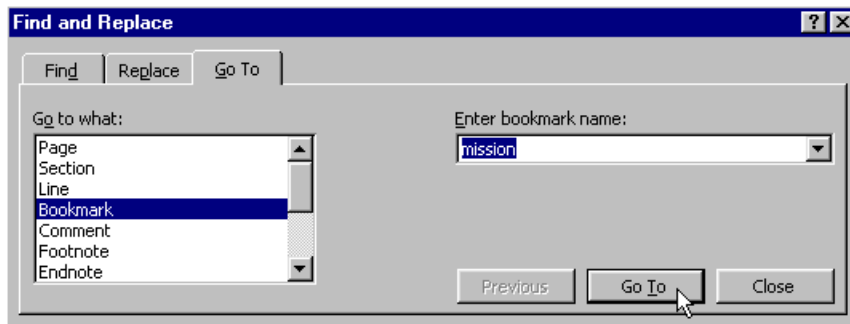 Find and Replace
Find Replace Go To
Go to what:
Page
Section
Line
Bookmark
Comment
Footnote
Endnote
Enter bookmark name:
mission
Previous Go To Close